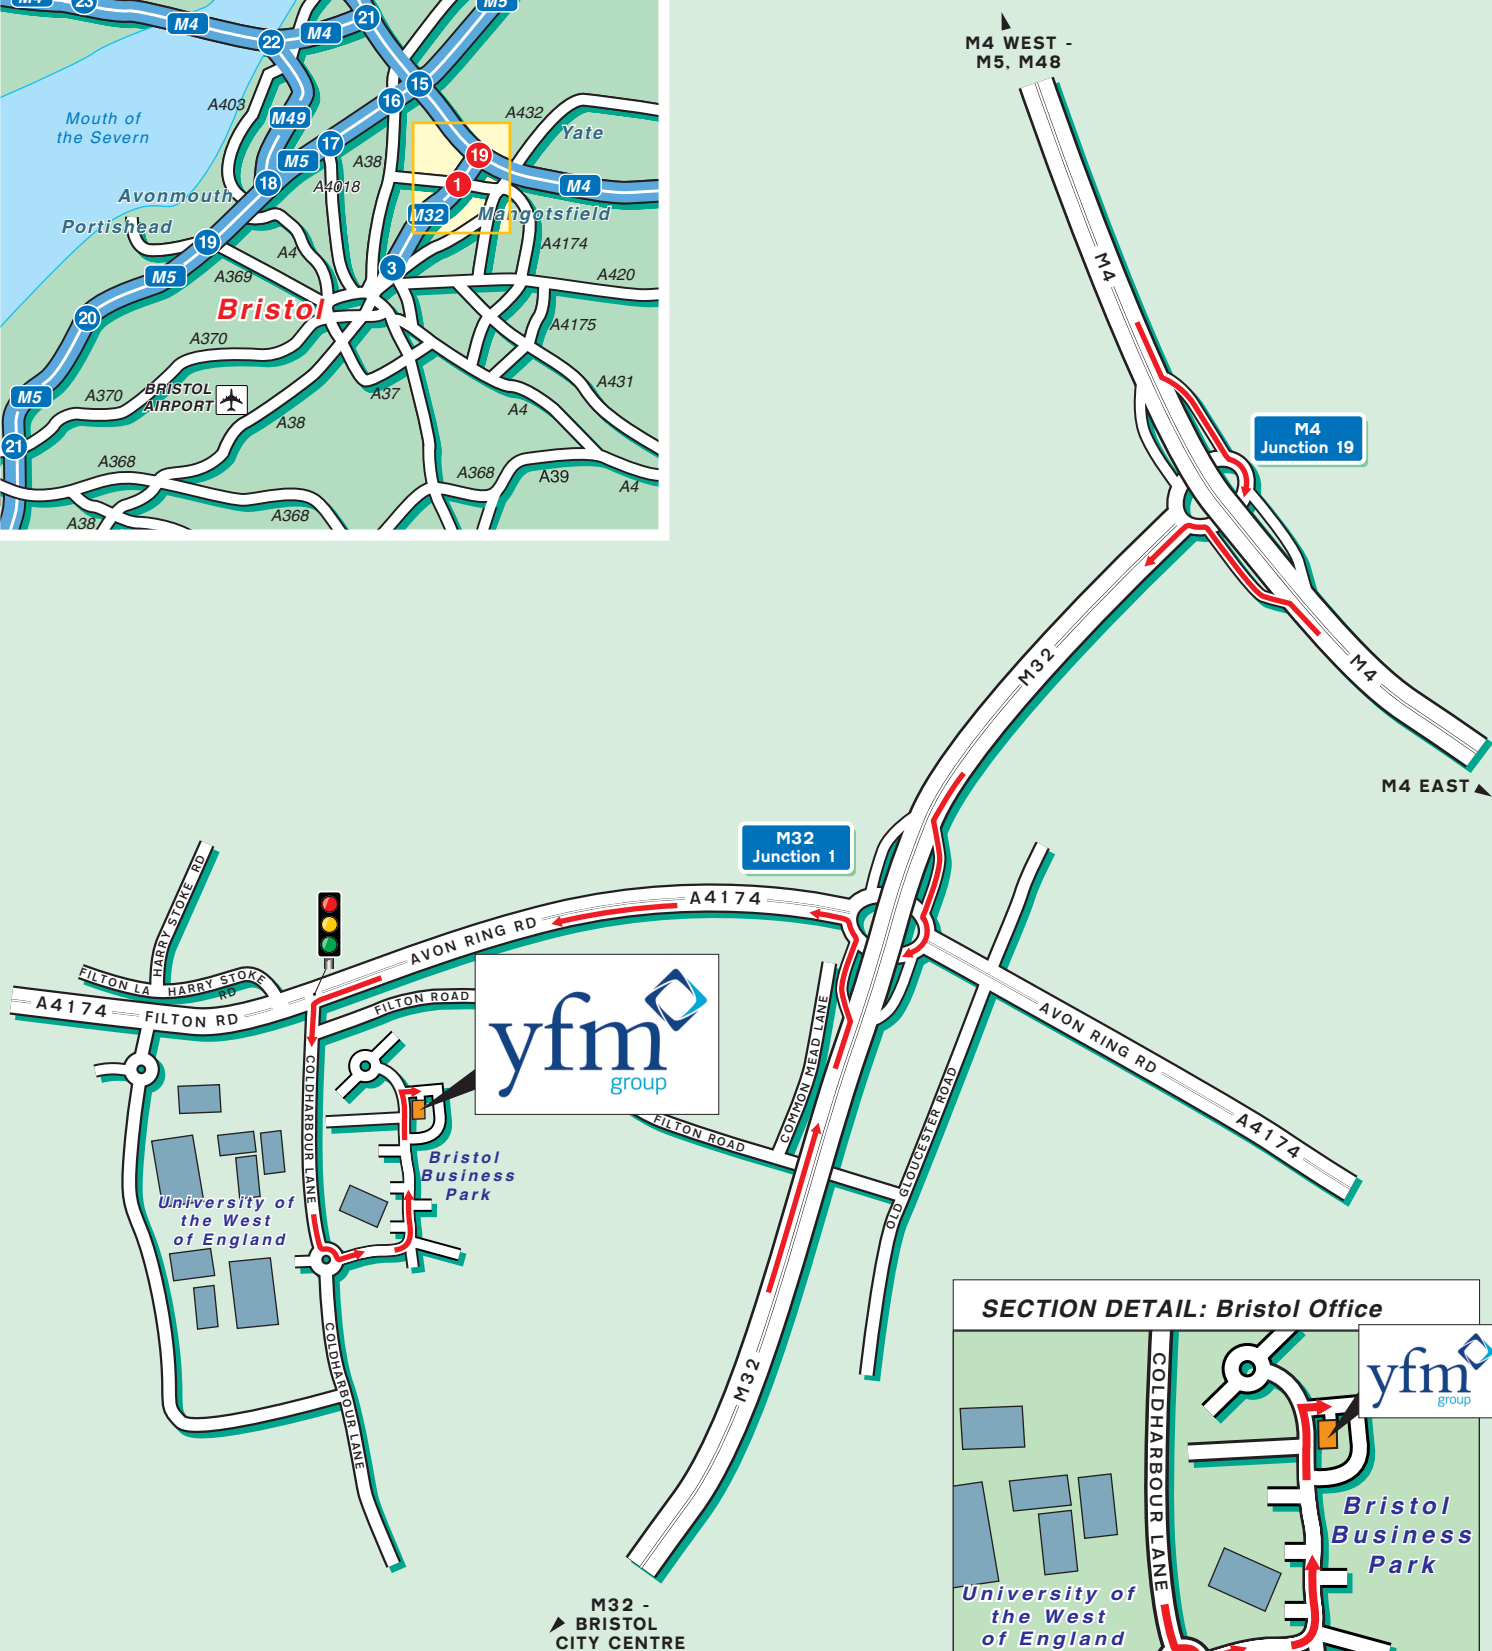 M4
23
M4
22
M4
21
M5
15
16
A403
M49
A432
Mouth of
the Severn
Yate
17
M5
A38
19
18
A4018
1
M4
Avonmouth
M32
Mangotsfield
Portishead
19
A4
A4174
3
M5
A369
A420
Bristol
20
A4175
A370
M5
A370
BRISTOL
AIRPORT
A37
A431
A38
A4
21
A368
A368
A39
A4
A38
A368
M4 WEST -
M5, M48
M4
M4
Junction 19
M32
M4
M4 EAST
M32
Junction 1
A4174
AVON RING RD
HARRY STOKE RD
FILTON LA
HARRY STOKE
RD
A4174
FILTON RD
FILTON ROAD
yfm
group
COMMON MEAD LANE
AVON RING RD
A4174
FILTON ROAD
OLD GLOUCESTER ROAD
COLDHARBOUR LANE
Bristol
Business
Park
University of
the West
of England
COLDHARBOUR LANE
M32
M32 -
BRISTOL
CITY CENTRE
SECTION DETAIL: Bristol Office
yfm
group
COLDHARBOUR LANE
Bristol
Business
Park
University of
the West
of England